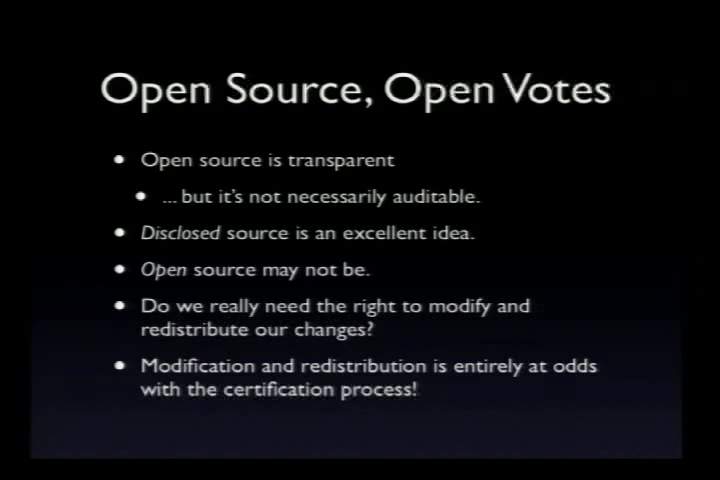 Open Source, Open Votes
• Open source is transparent
• ... but it's not necessarily auditable.
• Disclosed source is an excellent idea.
• Open source may not be.
• Do we really need the right to modify and
redistribute our changes?
• Modification and redistribution is entirely at odds
with the certification process!